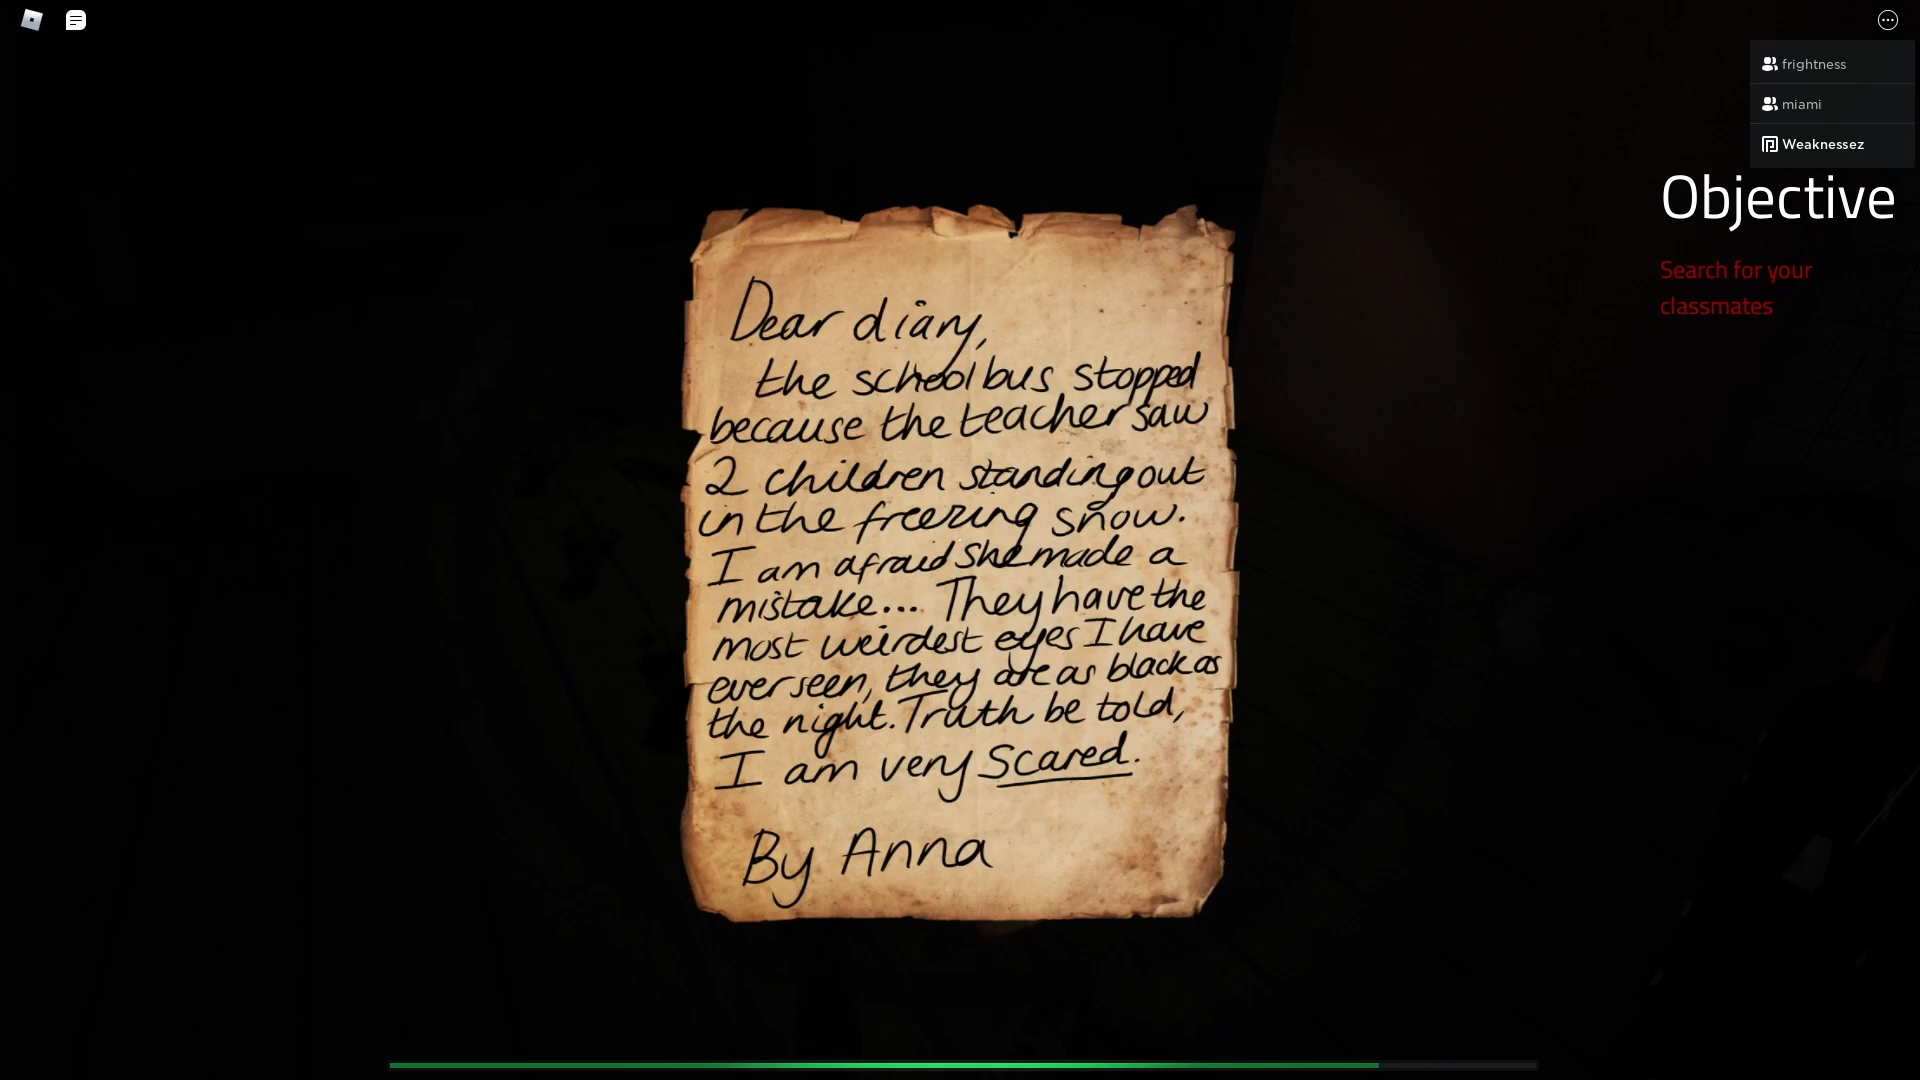 frightness
miami
Weaknessez
Objective
Search for your
classmates
Dear diary,
the school bus stopped
because the teacher saw
2 children standing out
in the freezing snow.
I am afraid she made a
mistake... They have the
most weirdest eyes I have
ever seen, they are as black as
the night. Truth be told,
I am very scared.
By Anna